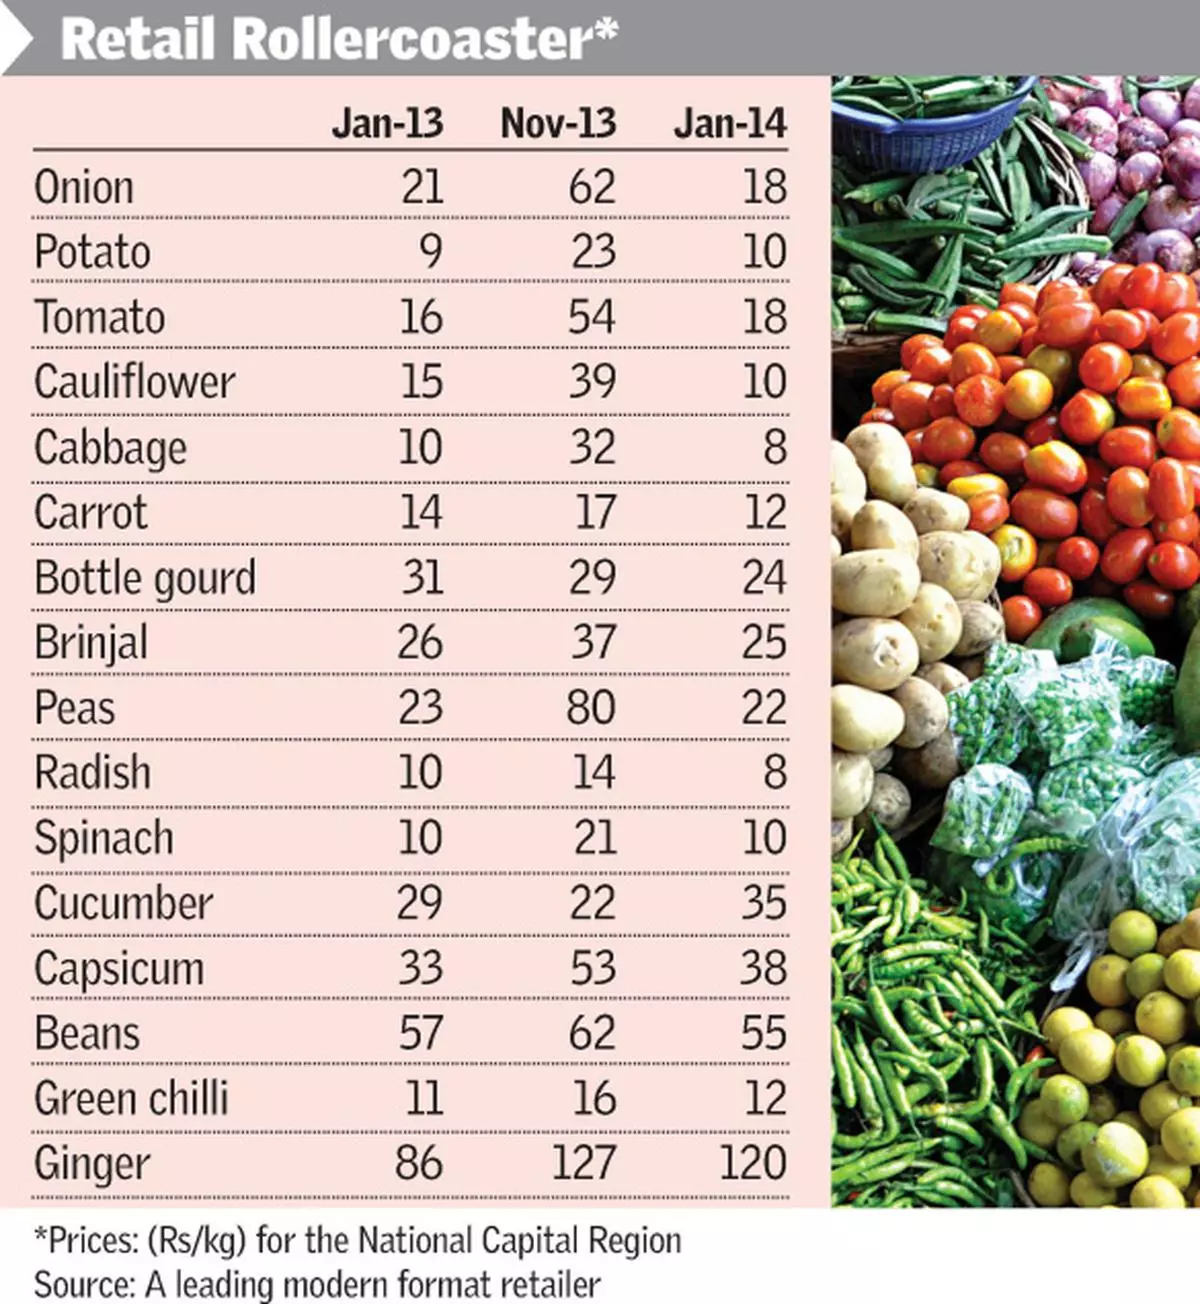 Retail Rollercoaster*
Jan-13 Nov-13 Jan-14
Onion 21 62 18
Potato 9 23 10
Tomato 16 54 18
Cauliflower 15 39 10
Cabbage 10 32 8
Carrot 14 17 12
Bottle gourd 31 29 24
Brinjal 26 37 25
Peas 23 80 22
Radish 10 14 8
Spinach 10 21 10
Cucumber 29 22 35
Capsicum 33 53 38
Beans 57 62 55
Green chilli 11 16 12
Ginger 86 127 120
*Prices: (Rs/kg) for the National Capital Region
Source: A leading modern format retailer